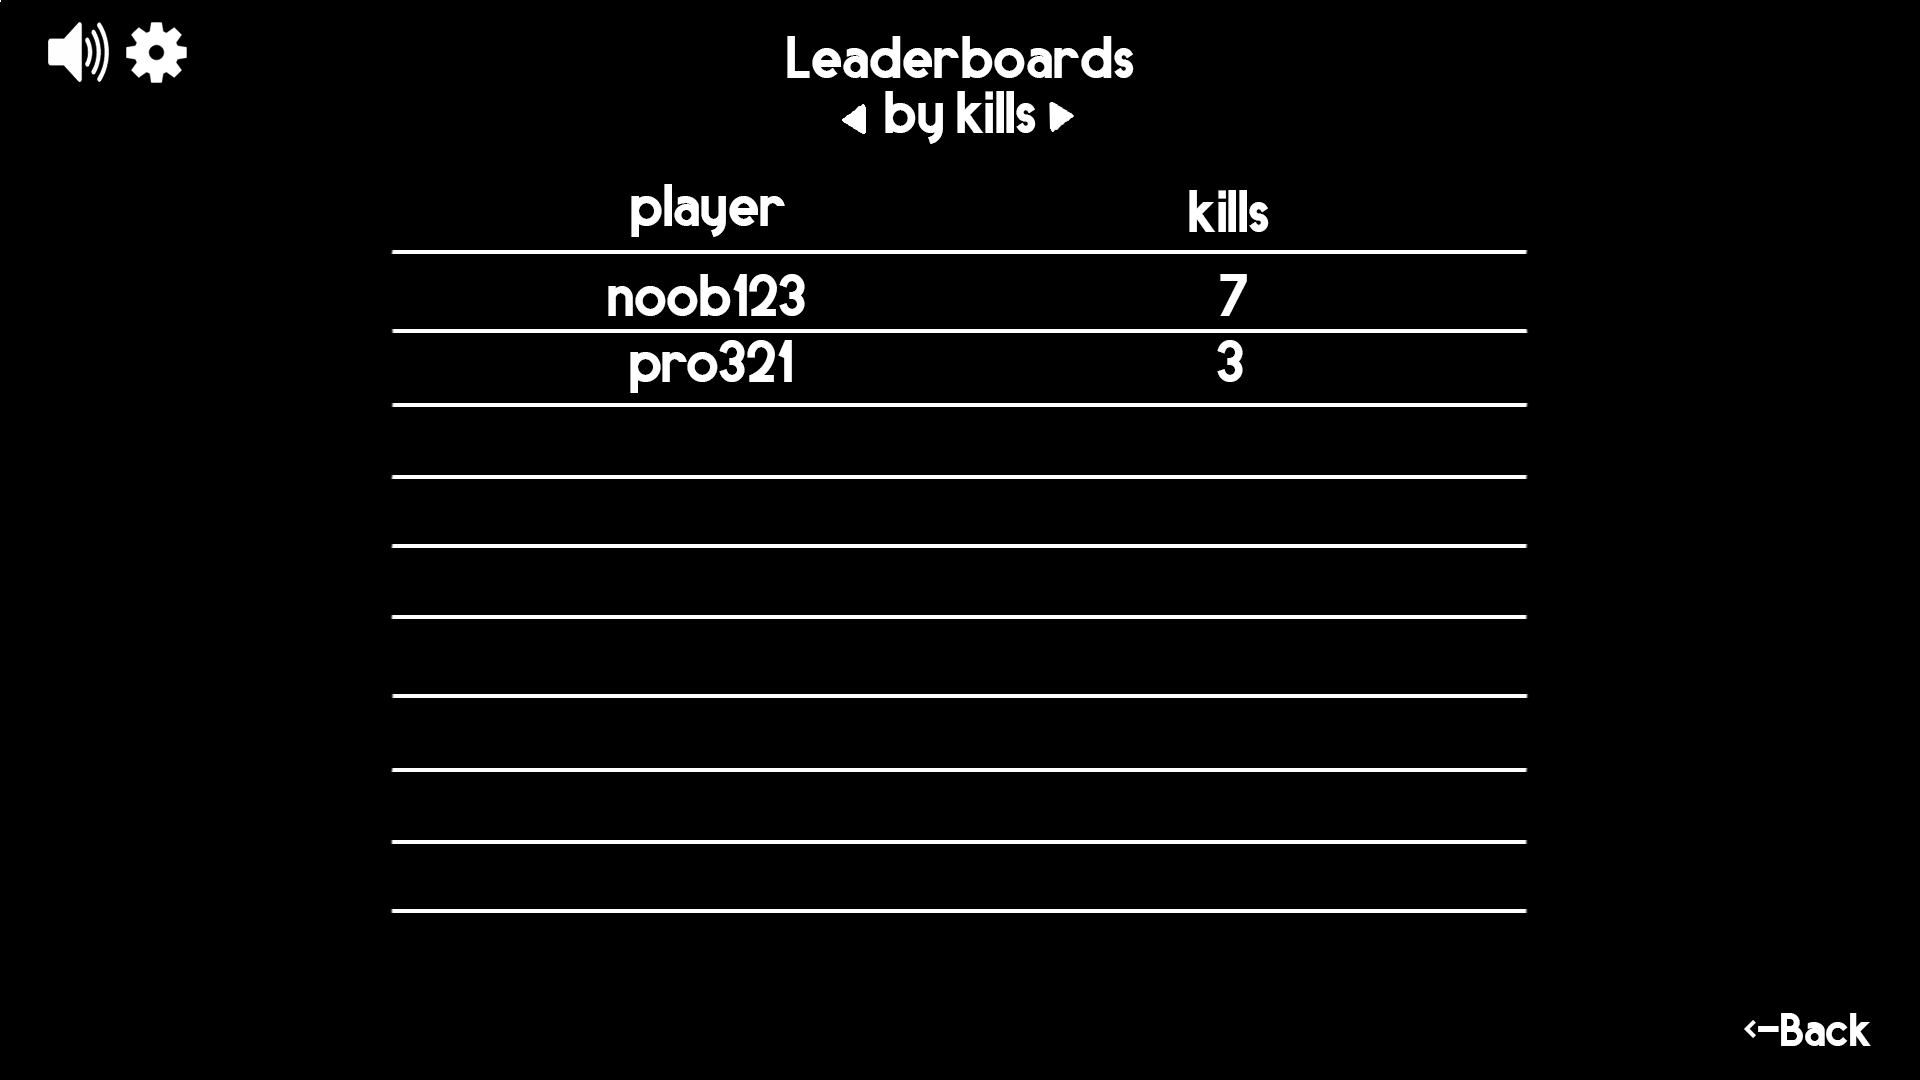 Leaderboards
by kills
player kills
noob123 7
pro321 3
<-Back